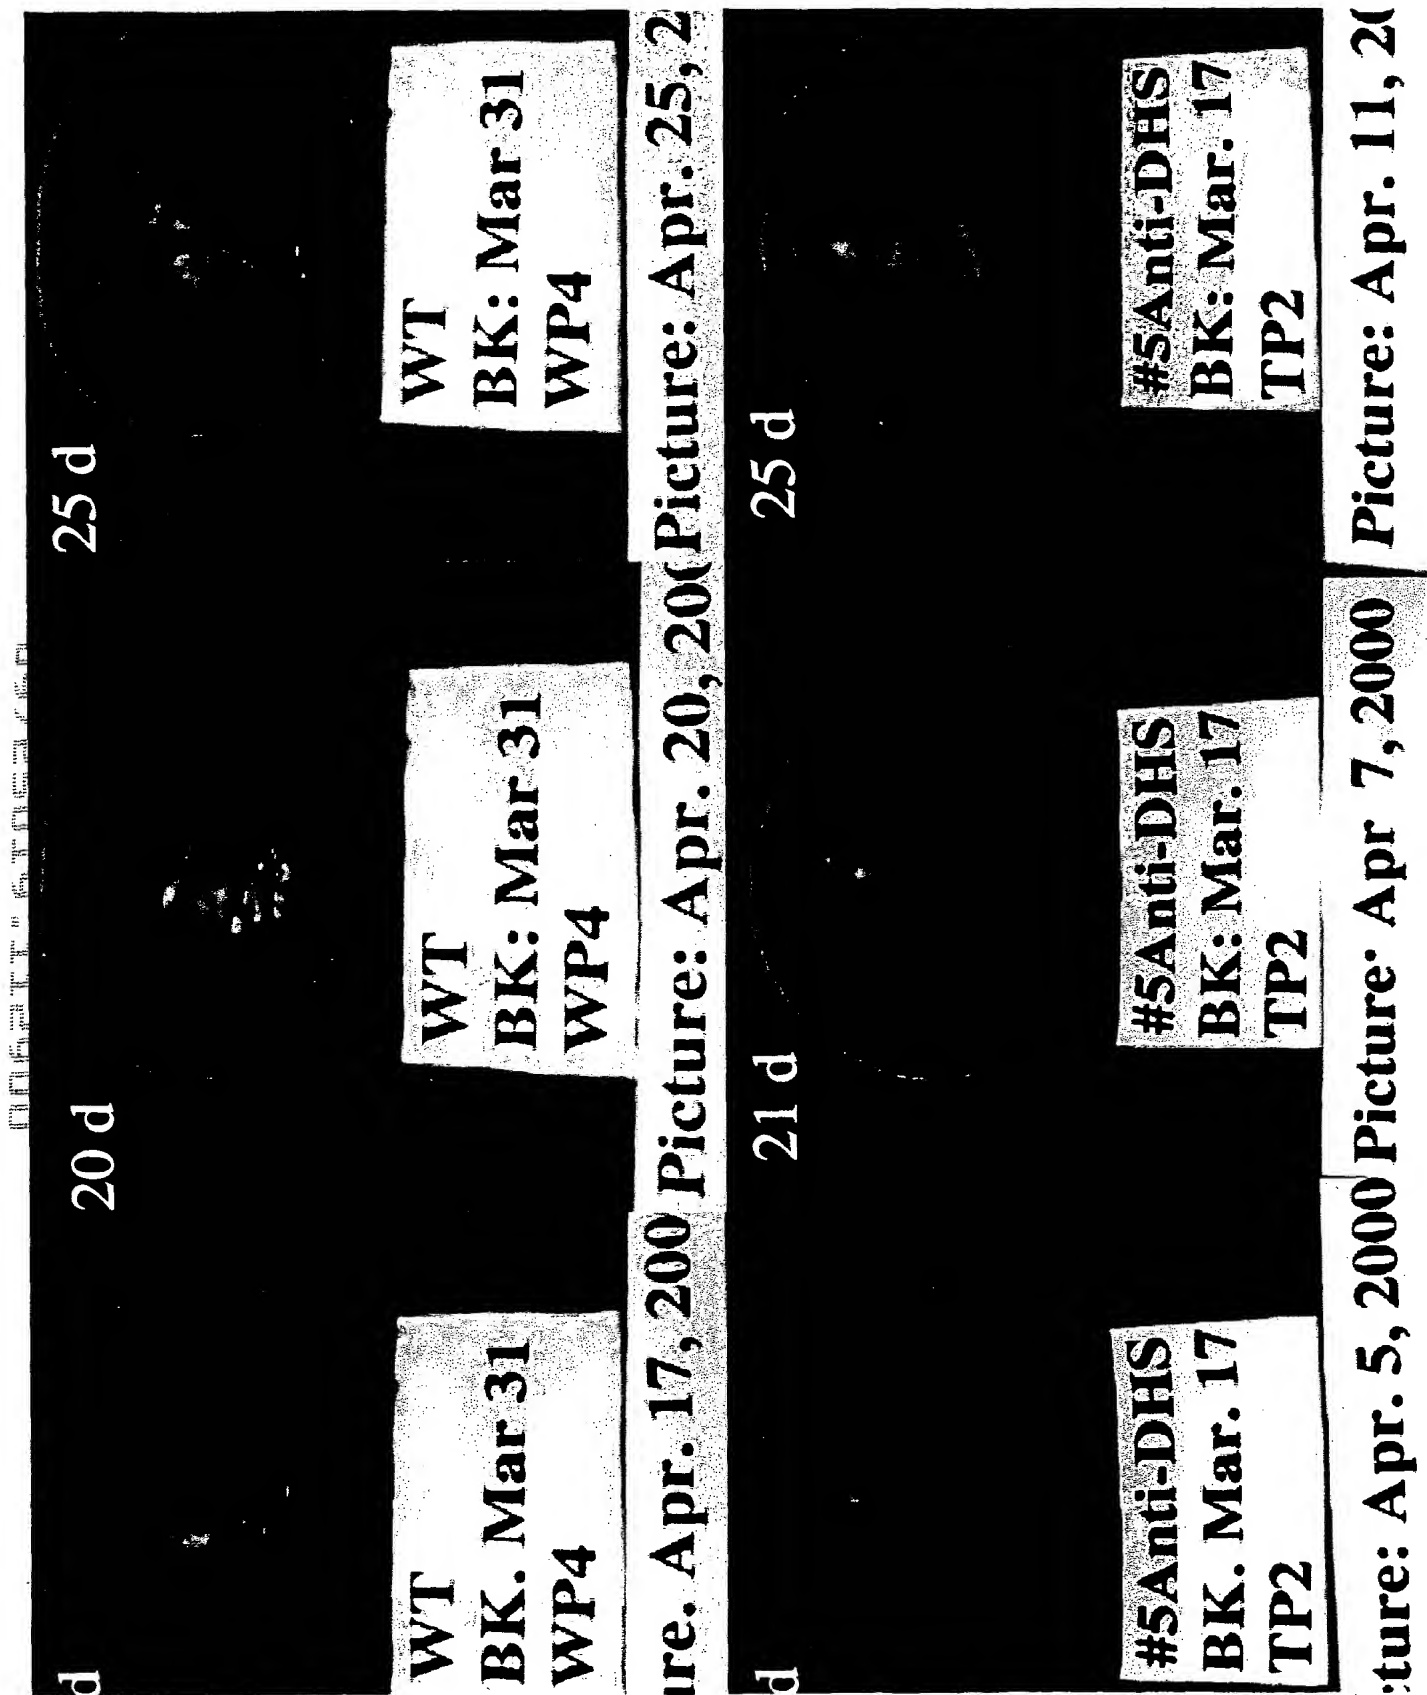 d
WT
BK. Mar 31
WP4
ure. Apr. 17, 200
20 d
WT
BK: Mar 31
WP4
Picture: Apr. 20, 200
25 d
WT
BK: Mar 31
WP4
Picture: Apr. 25, 2
d
#5Anti-DHS
BK. Mar. 17
TP2
cture: Apr. 5, 2000
21 d
#5Anti-DHS
BK: Mar. 17
TP2
Picture: Apr 7, 2000
25 d
#5Anti-DHS
BK: Mar. 17
TP2
Picture: Apr. 11, 20